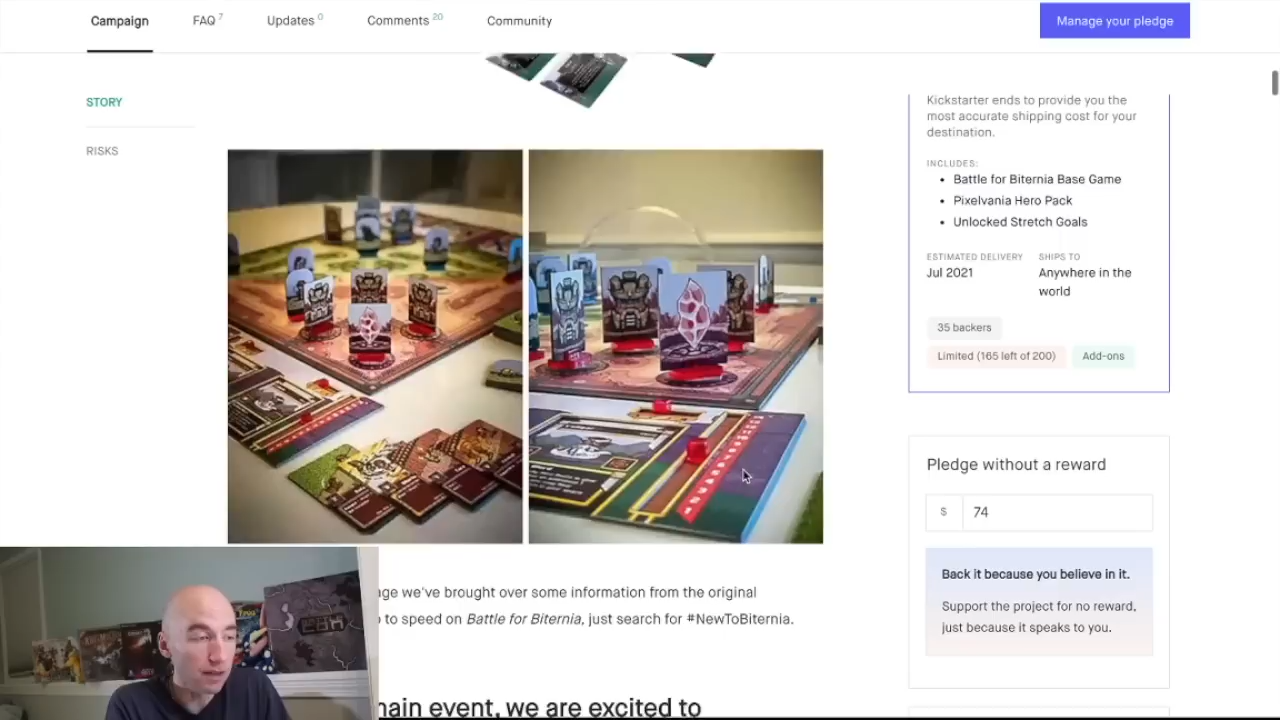 Campaign
FAQ 7
Updates 0
Comments 20
Community
Manage your pledge
STORY
RISKS
Kickstarter ends to provide you the
most accurate shipping cost for your
destination.
INCLUDES:
• Battle for Biternia Base Game
• Pixelvania Hero Pack
• Unlocked Stretch Goals
ESTIMATED DELIVERY
Jul 2021
SHIPS TO
Anywhere in the
world
35 backers
Limited (165 left of 200)
Add-ons
Pledge without a reward
$ 74
Back it because you believe in it.
Support the project for no reward,
just because it speaks to you.
we've brought over some information from the original
to speed on Battle for Biternia, just search for #NewToBiternia.
event, we are excited to